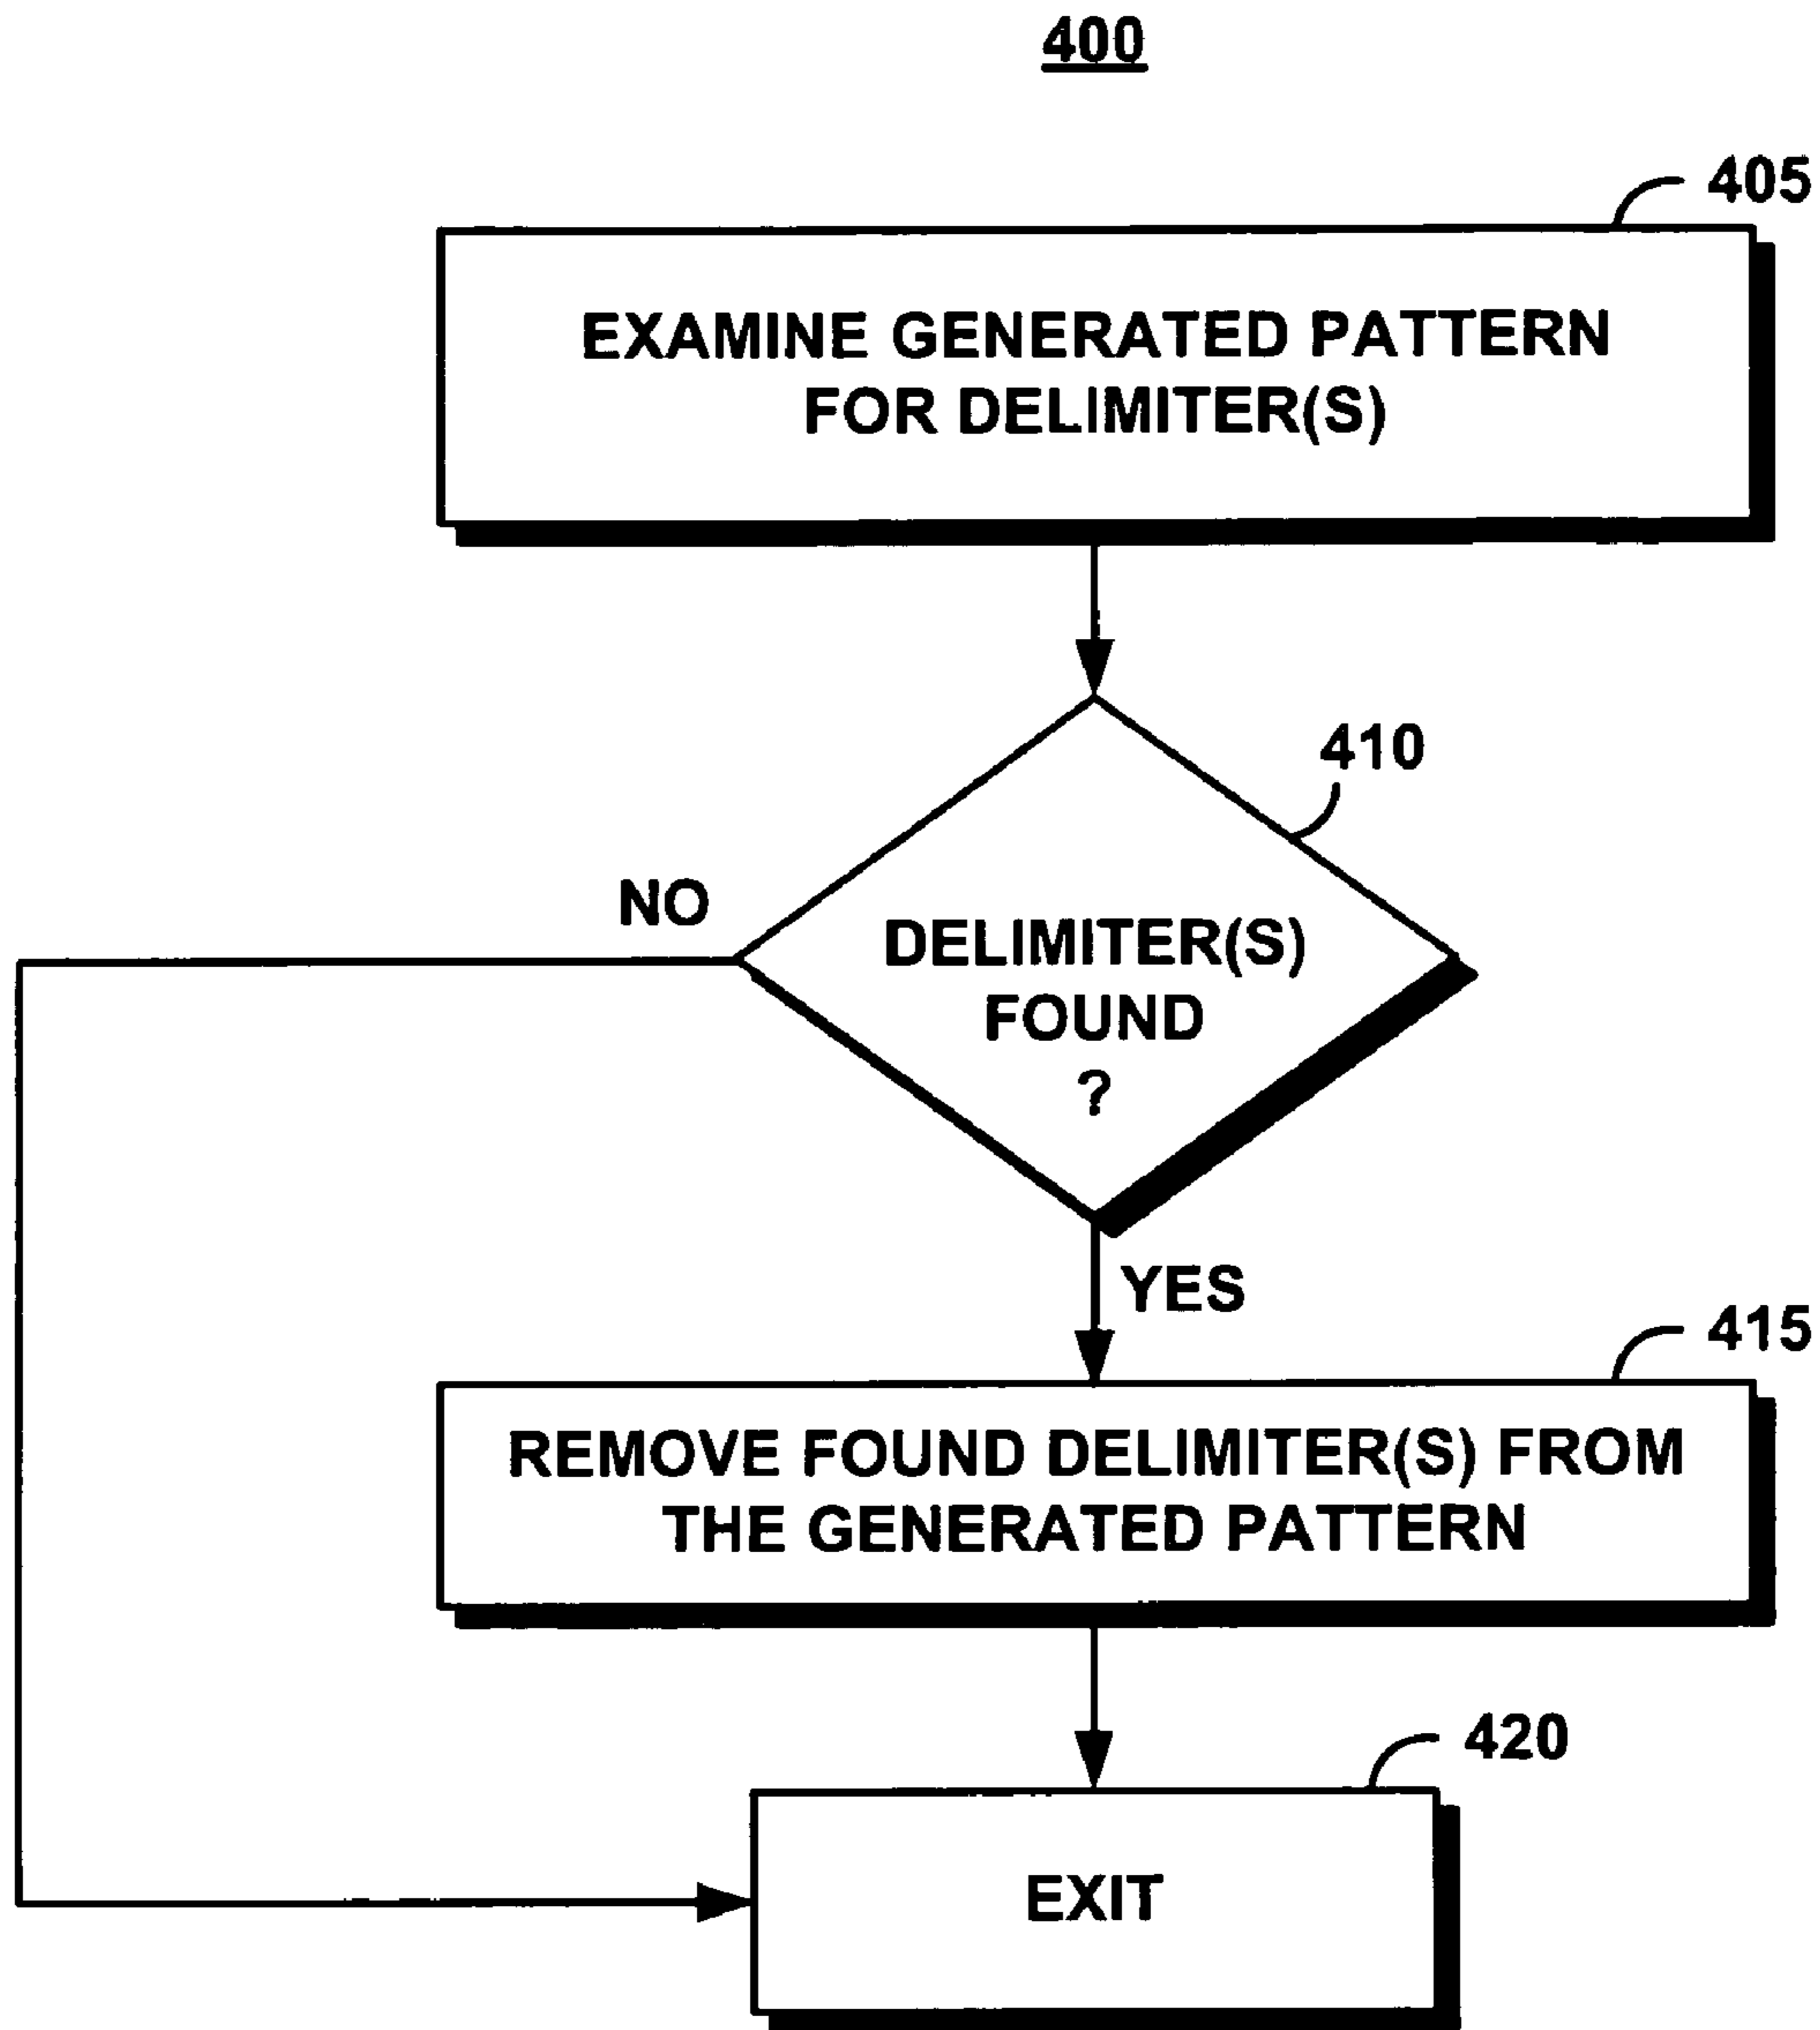 400
405
EXAMINE GENERATED PATTERN
FOR DELIMITER(S)
410
NO
DELIMITER(S)
FOUND
?
YES
415
REMOVE FOUND DELIMITER(S) FROM
THE GENERATED PATTERN
420
EXIT